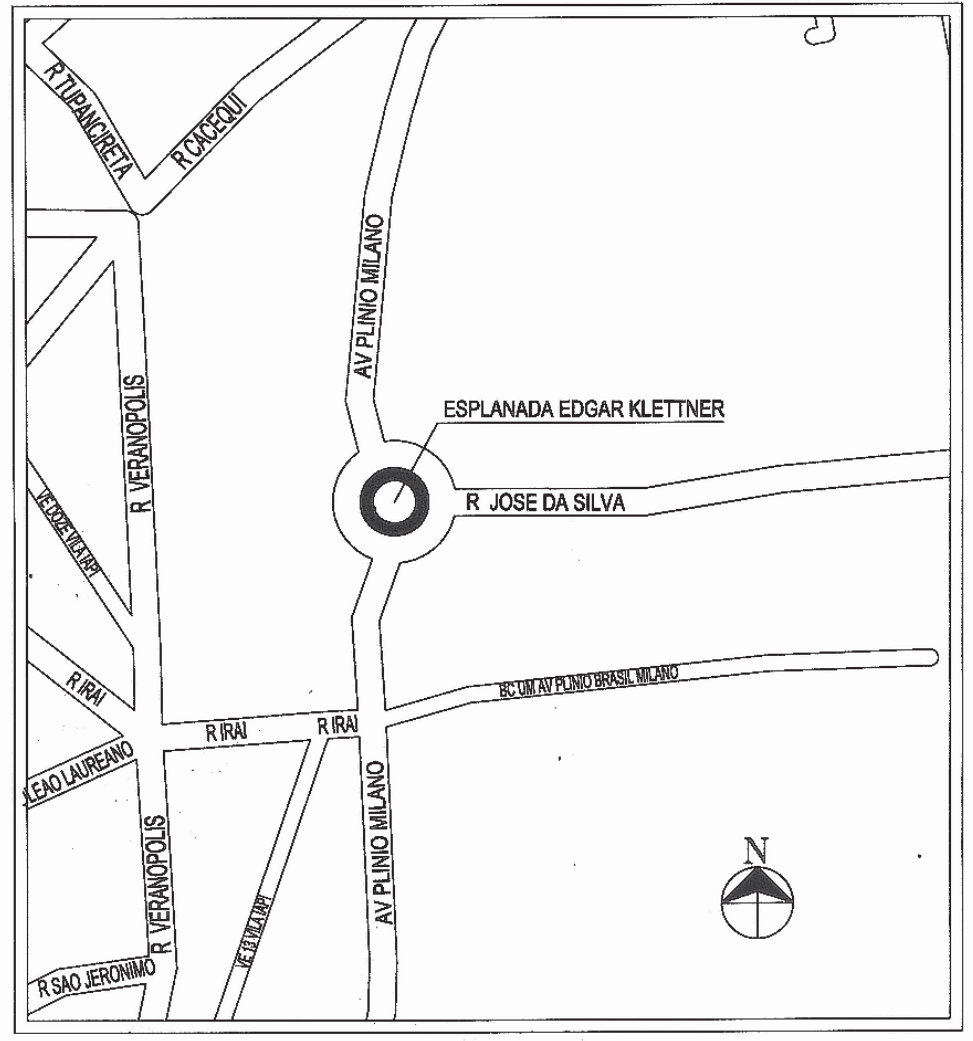 R TUPANCIRETA
R CACEQUI
AV PLINIO MILANO
R VERANOPOLIS
ESPLANADA EDGAR KLETTNER
R JOSE DA SILVA
VE DOZE VILA IAPI
R IRAI
BC UM AV PLINIO BRASIL MILANO
R IRAI
R IRAI
LEAO LAUREANO
AV PLINIO MILANO
R VERANOPOLIS
N
VE 13 VILA IAPI
R SAO JERONIMO